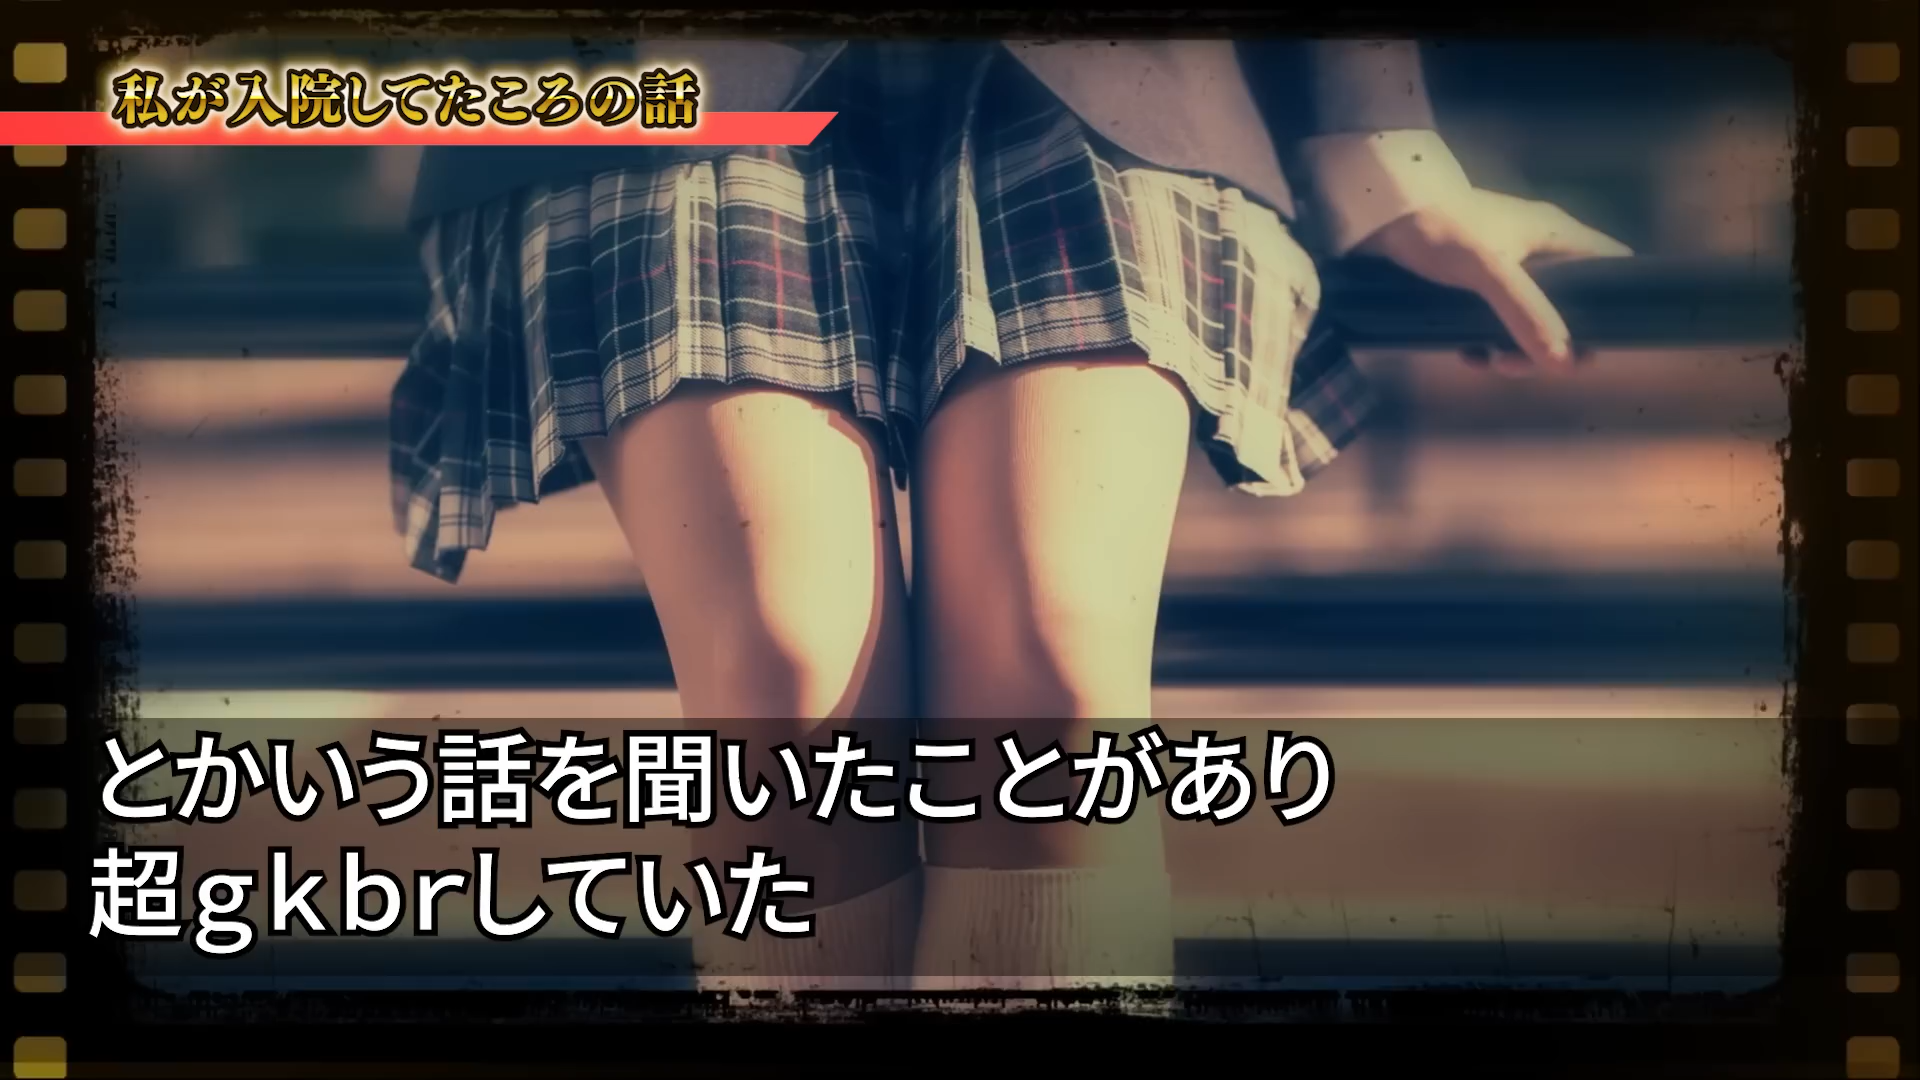 私が入院してたころの話
とかいう話を聞いたことがあり
超gkbrしていた